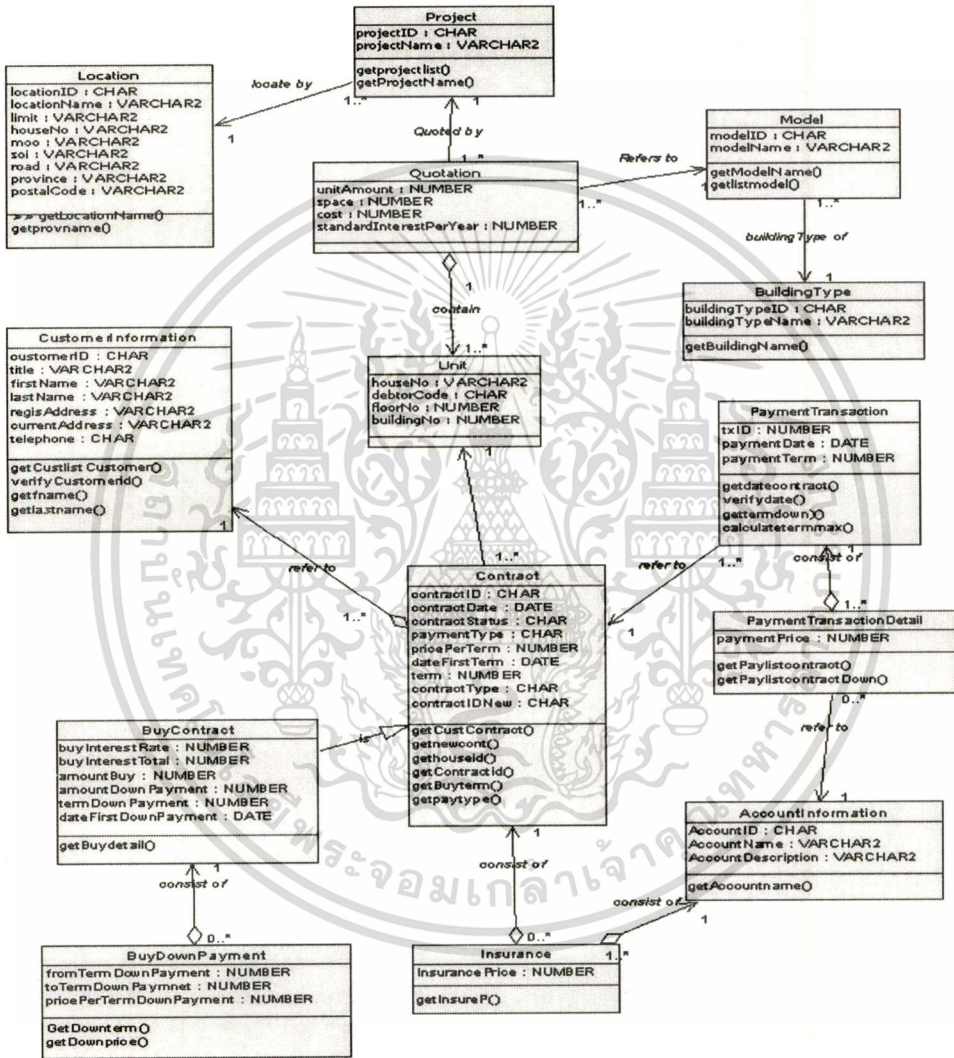 Project
projectID : CHAR
projectName : VARCHAR2
getprojectlist()
getProjectName()
Location
locationID : CHAR
locationName : VARCHAR2
limit : VARCHAR2
houseNo : VARCHAR2
moo : VARCHAR2
soi : VARCHAR2
road : VARCHAR2
province : VARCHAR2
postalCode : VARCHAR2
getLocationName()
getprovname()
locate by
1..*
1
1
Quoted by
1..*
Model
modelID : CHAR
modelName : VARCHAR2
getModelName()
getlistmodel()
Refers to
1..*
1
Quotation
unitAmount : NUMBER
space : NUMBER
cost : NUMBER
standardInterestPerYear : NUMBER
1..*
buildingType of
1
BuildingType
buildingTypeID : CHAR
buildingTypeName : VARCHAR2
getBuildingName()
1
contain
1..*
CustomerInformation
customerID : CHAR
title : VARCHAR2
firstName : VARCHAR2
lastName : VARCHAR2
regisAddress : VARCHAR2
currentAddress : VARCHAR2
telephone : CHAR
getCustlist Customer()
verifyCustomerid()
getfname()
getlastname()
Unit
houseNo : VARCHAR2
debtorCode : CHAR
floorNo : NUMBER
buildingNo : NUMBER
1
1..*
PaymentTransaction
txID : NUMBER
paymentDate : DATE
paymentTerm : NUMBER
getdatecontract()
verifydate()
gettermdown)()
calculatetermmax()
1
refer to
1..*
Contract
contractID : CHAR
contractDate : DATE
contractStatus : CHAR
paymentType : CHAR
pricePerTerm : NUMBER
dateFirstTerm : DATE
term : NUMBER
contractType : CHAR
contractIDNew : CHAR
getCustContract()
getnewcont()
gethouseid()
getContractid()
getBuyterm()
getpaytype()
1..*
refer to
1
1
consist of
1..*
PaymentTransactionDetail
paymentPrice : NUMBER
getPaylistcontract()
getPaylistcontractDown()
0..*
refer to
1
BuyContract
buyInterestRate : NUMBER
buyInterestTotal : NUMBER
amountBuy : NUMBER
amountDownPayment : NUMBER
termDownPayment : NUMBER
dateFirstDownPayment : DATE
getBuydetail()
is
AccountInformation
AccountID : CHAR
AccountName : VARCHAR2
AccountDescription : VARCHAR2
getAccountname()
1
consist of
0..*
1
consist of
0..*
consist of
1
1..*
BuyDownPayment
fromTermDownPayment : NUMBER
toTermDownPaymnet : NUMBER
pricePerTermDownPayment : NUMBER
GetDownterm()
getDownprice()
Insurance
InsurancePrice : NUMBER
getInsureP()